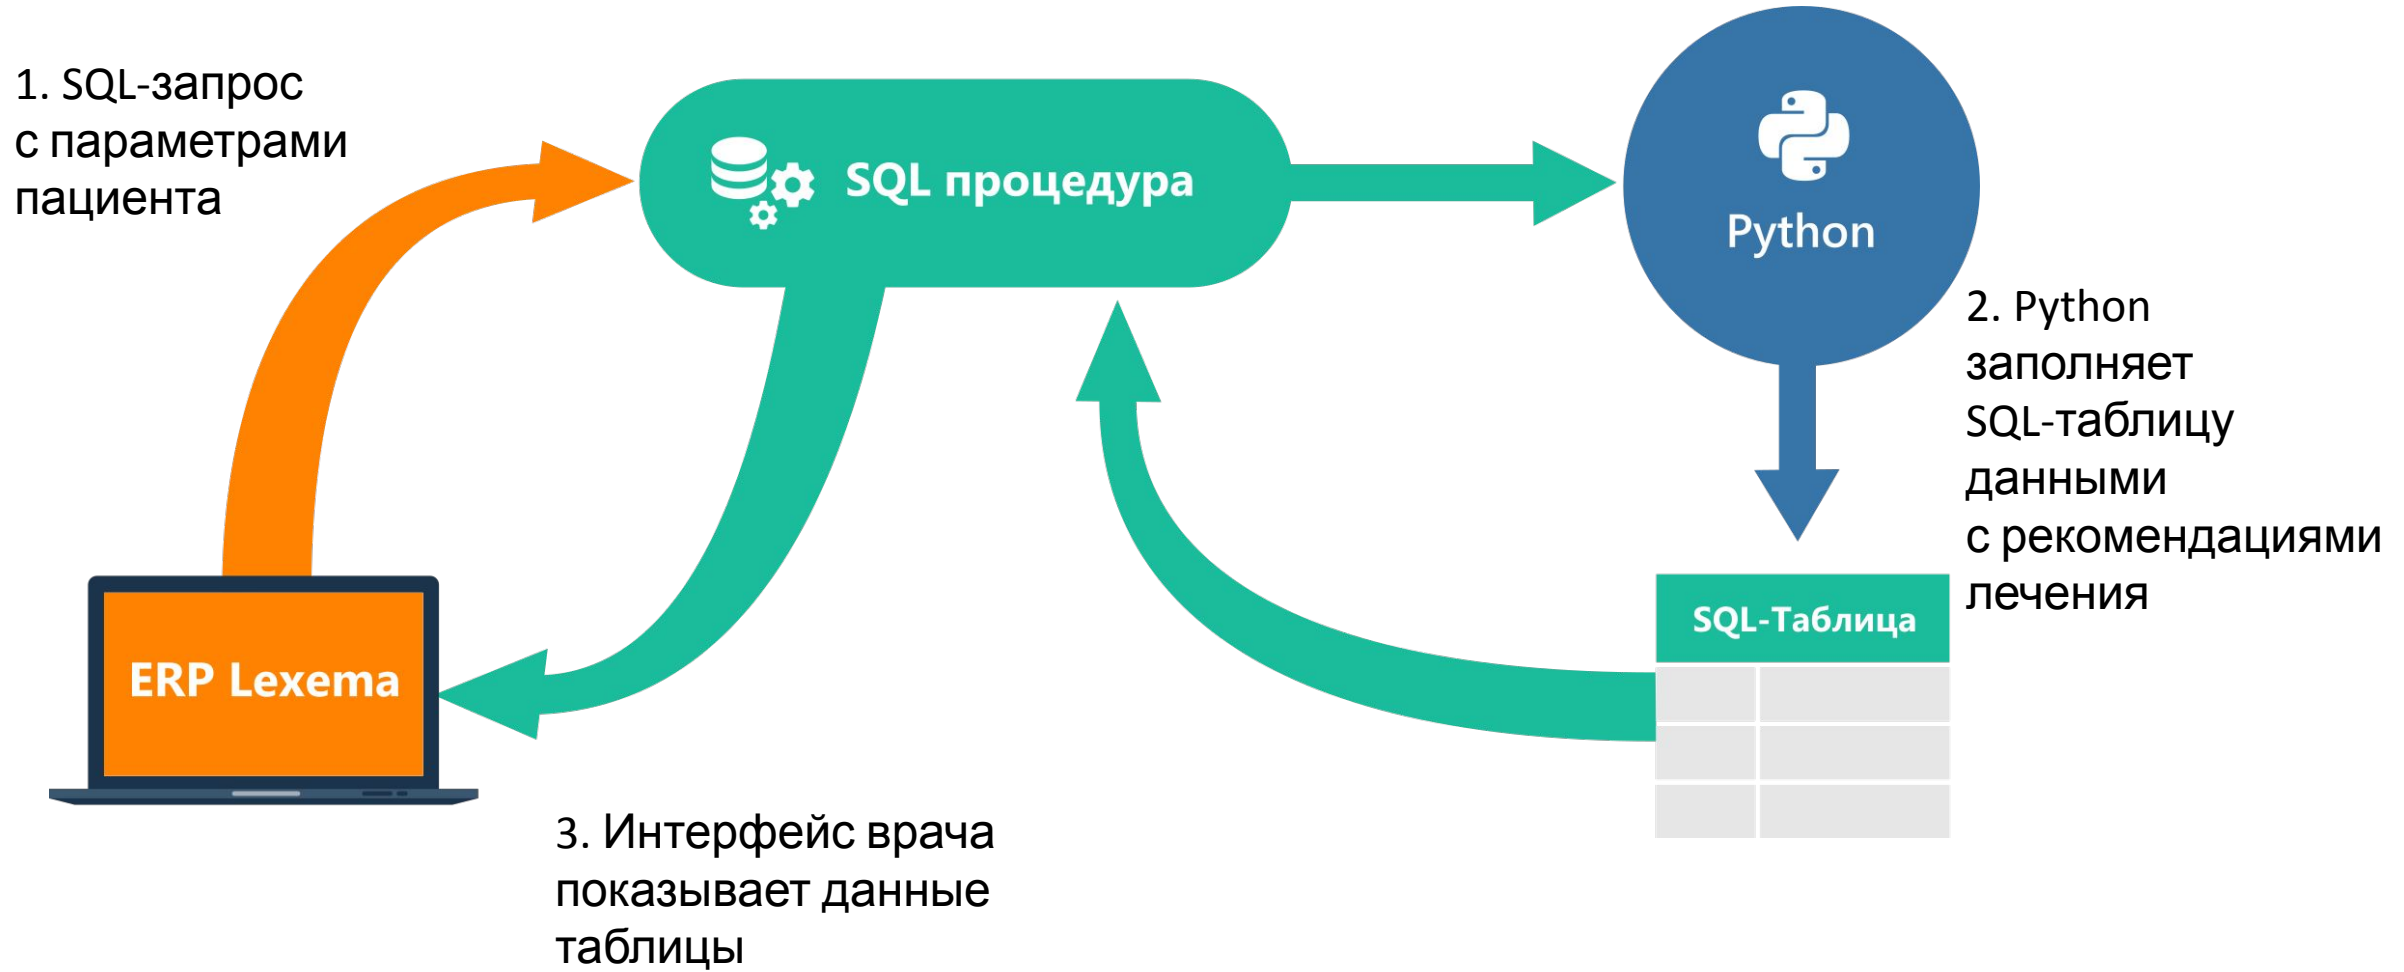 1. SQL-запрос
с параметрами
пациента
SQL процедура
Python
2. Python
заполняет
SQL-таблицу
данными
с рекомендациями
лечения
SQL-Таблица
ERP Lexema
3. Интерфейс врача
показывает данные
таблицы